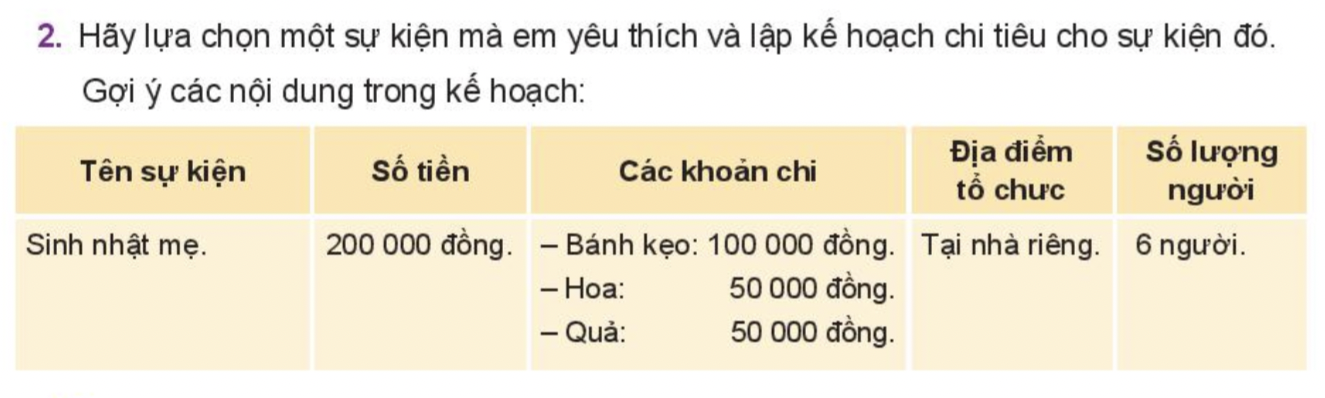 2. Hãy lựa chọn một sự kiện mà em yêu thích và lập kế hoạch chi tiêu cho sự kiện đó.
Gợi ý các nội dung trong kế hoạch:
Tên sự kiện
Số tiền
Các khoản chi
Địa điểm
tổ chưc
Số lượng
người
Sinh nhật mẹ.
200 000 đồng.
– Bánh kẹo: 100 000 đồng.
– Hoa: 50 000 đồng.
– Quả: 50 000 đồng.
Tại nhà riêng.
6 người.